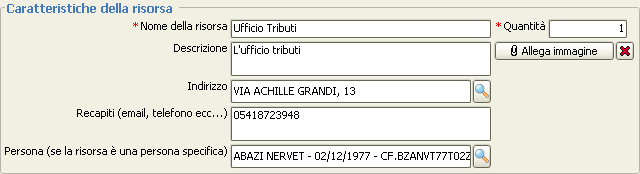 Caratteristiche della risorsa
* Nome della risorsa Ufficio Tributi * Quantità 1
Descrizione L'ufficio tributi Allega immagine
Indirizzo VIA ACHILLE GRANDI, 13
Recapiti (email, telefono ecc...) 05418723948
Persona (se la risorsa è una persona specifica) ABAZI NERVET - 02/12/1977 - CF.BZANVT77T02Z